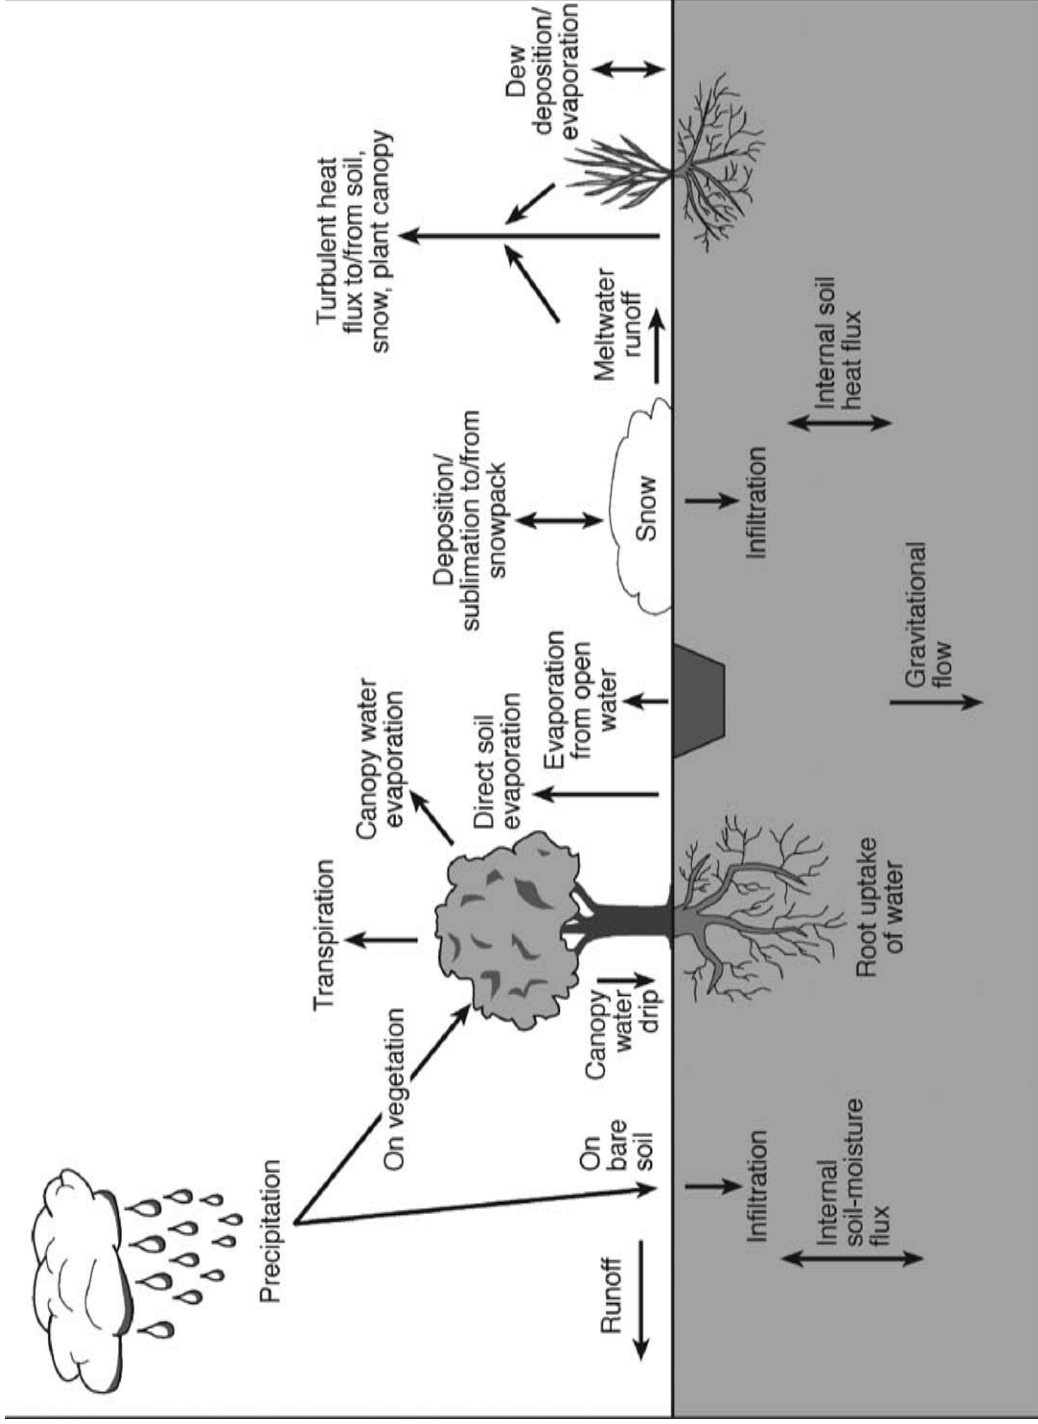 Precipitation
On vegetation
On
bare
soil
Runoff
Infiltration
Internal
soil-moisture
flux
Transpiration
Canopy water
evaporation
Canopy
water
drip
Root uptake
of water
Direct soil
evaporation
Evaporation
from open
water
Gravitational
flow
Deposition/
sublimation to/from
snowpack
Snow
Infiltration
Meltwater
runoff
Internal soil
heat flux
Turbulent heat
flux to/from soil,
snow, plant canopy
Dew
deposition/
evaporation